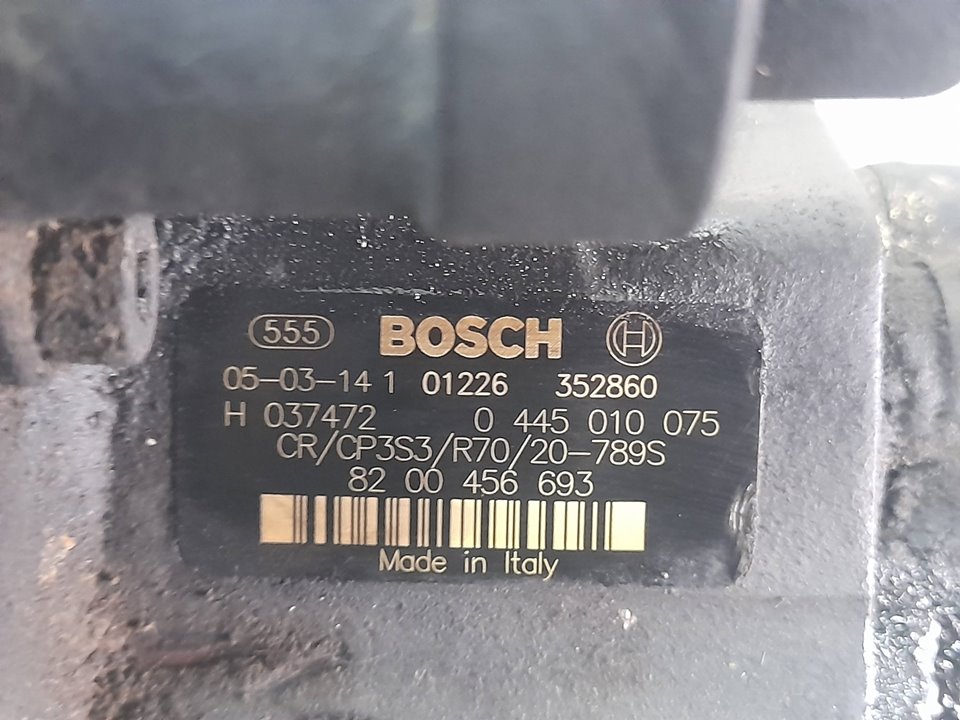 555 BOSCH H
05-03-14 1 01226 352860
H 037472 0 445 010 075
CR/CP3S3/R70/20-789S
82 00 456 693
Made in Italy